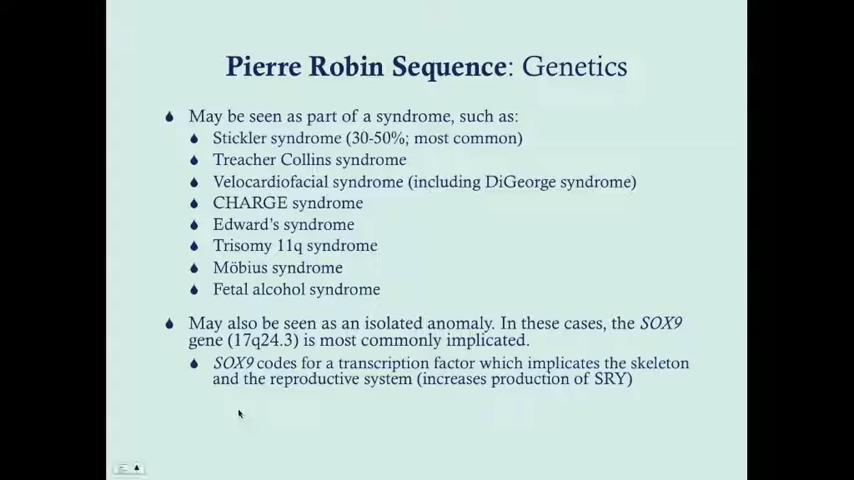 Pierre Robin Sequence: Genetics
May be seen as part of a syndrome, such as:
Stickler syndrome (30-50%; most common)
Treacher Collins syndrome
Velocardiofacial syndrome (including DiGeorge syndrome)
CHARGE syndrome
Edward's syndrome
Trisomy 11q syndrome
Möbius syndrome
Fetal alcohol syndrome
May also be seen as an isolated anomaly. In these cases, the SOX9
gene (17q24.3) is most commonly implicated.
SOX9 codes for a transcription factor which implicates the skeleton
and the reproductive system (increases production of SRY)